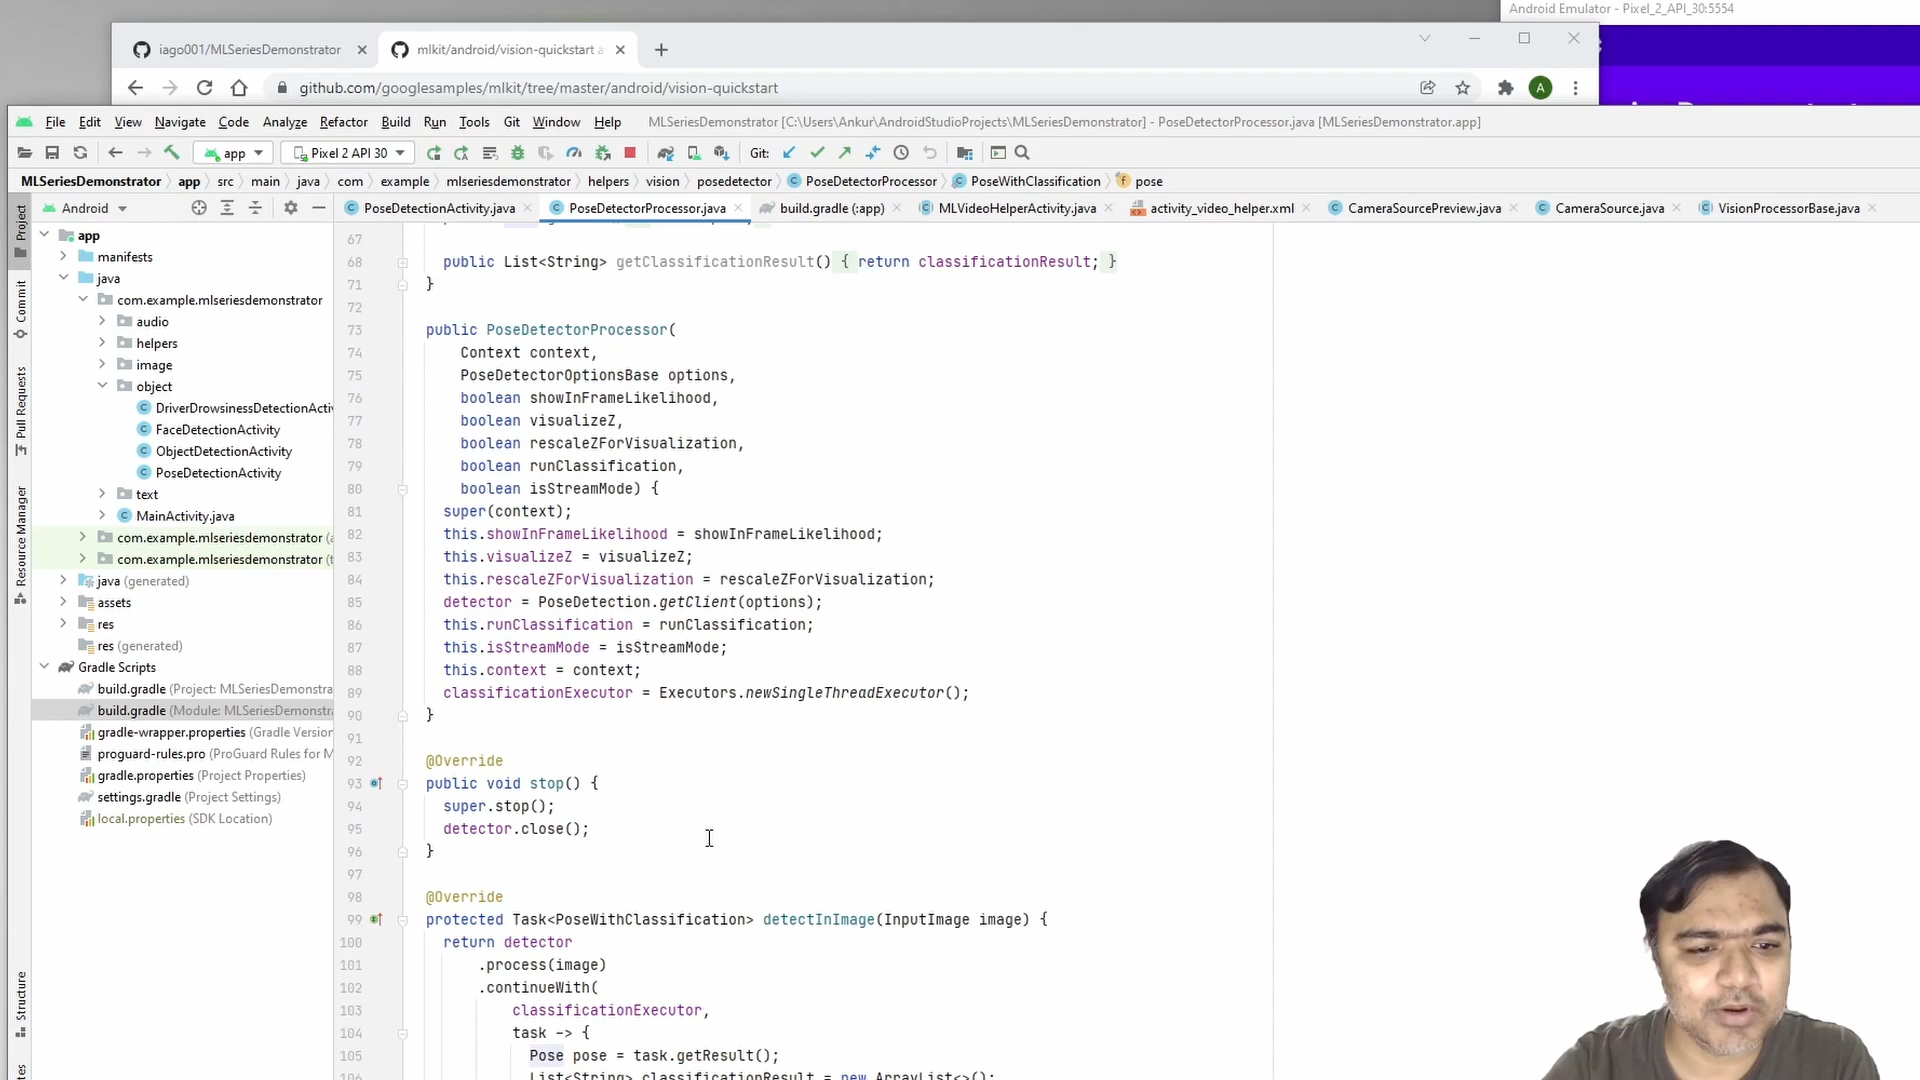 Android Emulator - Pixel_2_API_30:5554
iago001/MLSeriesDemonstrator
mlkit/android/vision-quickstart a
github.com/googlesamples/mlkit/tree/master/android/vision-quickstart
A
File Edit View Navigate Code Analyze Refactor Build Run Tools Git Window Help
MLSeriesDemonstrator [C:\Users\Ankur\AndroidStudioProjects\MLSeriesDemonstrator] - PoseDetectorProcessor.java [MLSeriesDemonstrator.app]
app
Pixel 2 API 30
Git:
MLSeriesDemonstrator app src main java com example mlseriesdemonstrator helpers vision posedetector PoseDetectorProcessor PoseWithClassification pose
Android
PoseDetectionActivity.java PoseDetectorProcessor.java build.gradle (:app) MLVideoHelperActivity.java activity_video_helper.xml CameraSourcePreview.java CameraSource.java VisionProcessorBase.java
Project
Commit
Pull Requests
Resource Manager
Structure
app
manifests
java
com.example.mlseriesdemonstrator
audio
helpers
image
object
DriverDrowsinessDetectionActiv
FaceDetectionActivity
ObjectDetectionActivity
PoseDetectionActivity
text
MainActivity.java
com.example.mlseriesdemonstrator (a
com.example.mlseriesdemonstrator (t
java (generated)
assets
res
res (generated)
Gradle Scripts
build.gradle (Project: MLSeriesDemonstra
build.gradle (Module: MLSeriesDemonstr
gradle-wrapper.properties (Gradle Version
proguard-rules.pro (ProGuard Rules for M
gradle.properties (Project Properties)
settings.gradle (Project Settings)
local.properties (SDK Location)
67
68 public List<String> getClassificationResult() { return classificationResult; }
71 }
72
73 public PoseDetectorProcessor(
74 Context context,
75 PoseDetectorOptionsBase options,
76 boolean showInFrameLikelihood,
77 boolean visualizeZ,
78 boolean rescaleZForVisualization,
79 boolean runClassification,
80 boolean isStreamMode) {
81 super(context);
82 this.showInFrameLikelihood = showInFrameLikelihood;
83 this.visualizeZ = visualizeZ;
84 this.rescaleZForVisualization = rescaleZForVisualization;
85 detector = PoseDetection.getClient(options);
86 this.runClassification = runClassification;
87 this.isStreamMode = isStreamMode;
88 this.context = context;
89 classificationExecutor = Executors.newSingleThreadExecutor();
90 }
91
92 @Override
93 public void stop() {
94 super.stop();
95 detector.close();
96 }
97
98 @Override
99 protected Task<PoseWithClassification> detectInImage(InputImage image) {
100 return detector
101 .process(image)
102 .continueWith(
103 classificationExecutor,
104 task -> {
105 Pose pose = task.getResult();
106 List<String> classificationResult = new ArrayList<>();